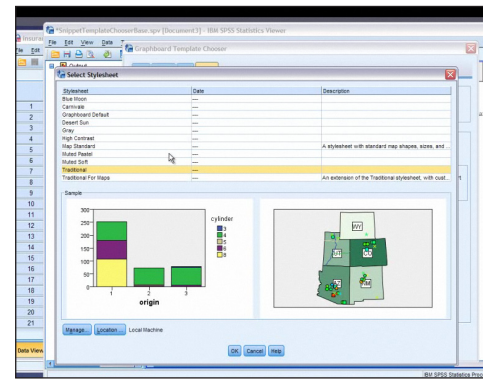 *SnippetTemplateChooserBase.spv [Document3] - IBM SPSS Statistics Viewer
File Edit View Data
Graphboard Template Chooser
Edit
Output
Select Stylesheet
Stylesheet Date Description
Blue Moon ---
Carnivale ---
Graphboard Default ---
Desert Sun ---
Gray ---
High Contrast ---
Map Standard --- A stylesheet with standard map shapes, sizes, and ...
Muted Pastel ---
Muted Soft ---
Traditional ---
Traditional For Maps --- An extension of the Traditional stylesheet, with cust...
1
2
3
4
5
6
7
8
9
10
11
12
13
14
15
16
17
18
19
20
21
Sample
300
250
200
150
100
50
0
1 2 3
origin
cylinder
3
4
5
6
8
WY
UT
CO
AZ
NM
Manage... Location... Local Machine
OK Cancel Help
Data View
IBM SPSS Statistics Proc